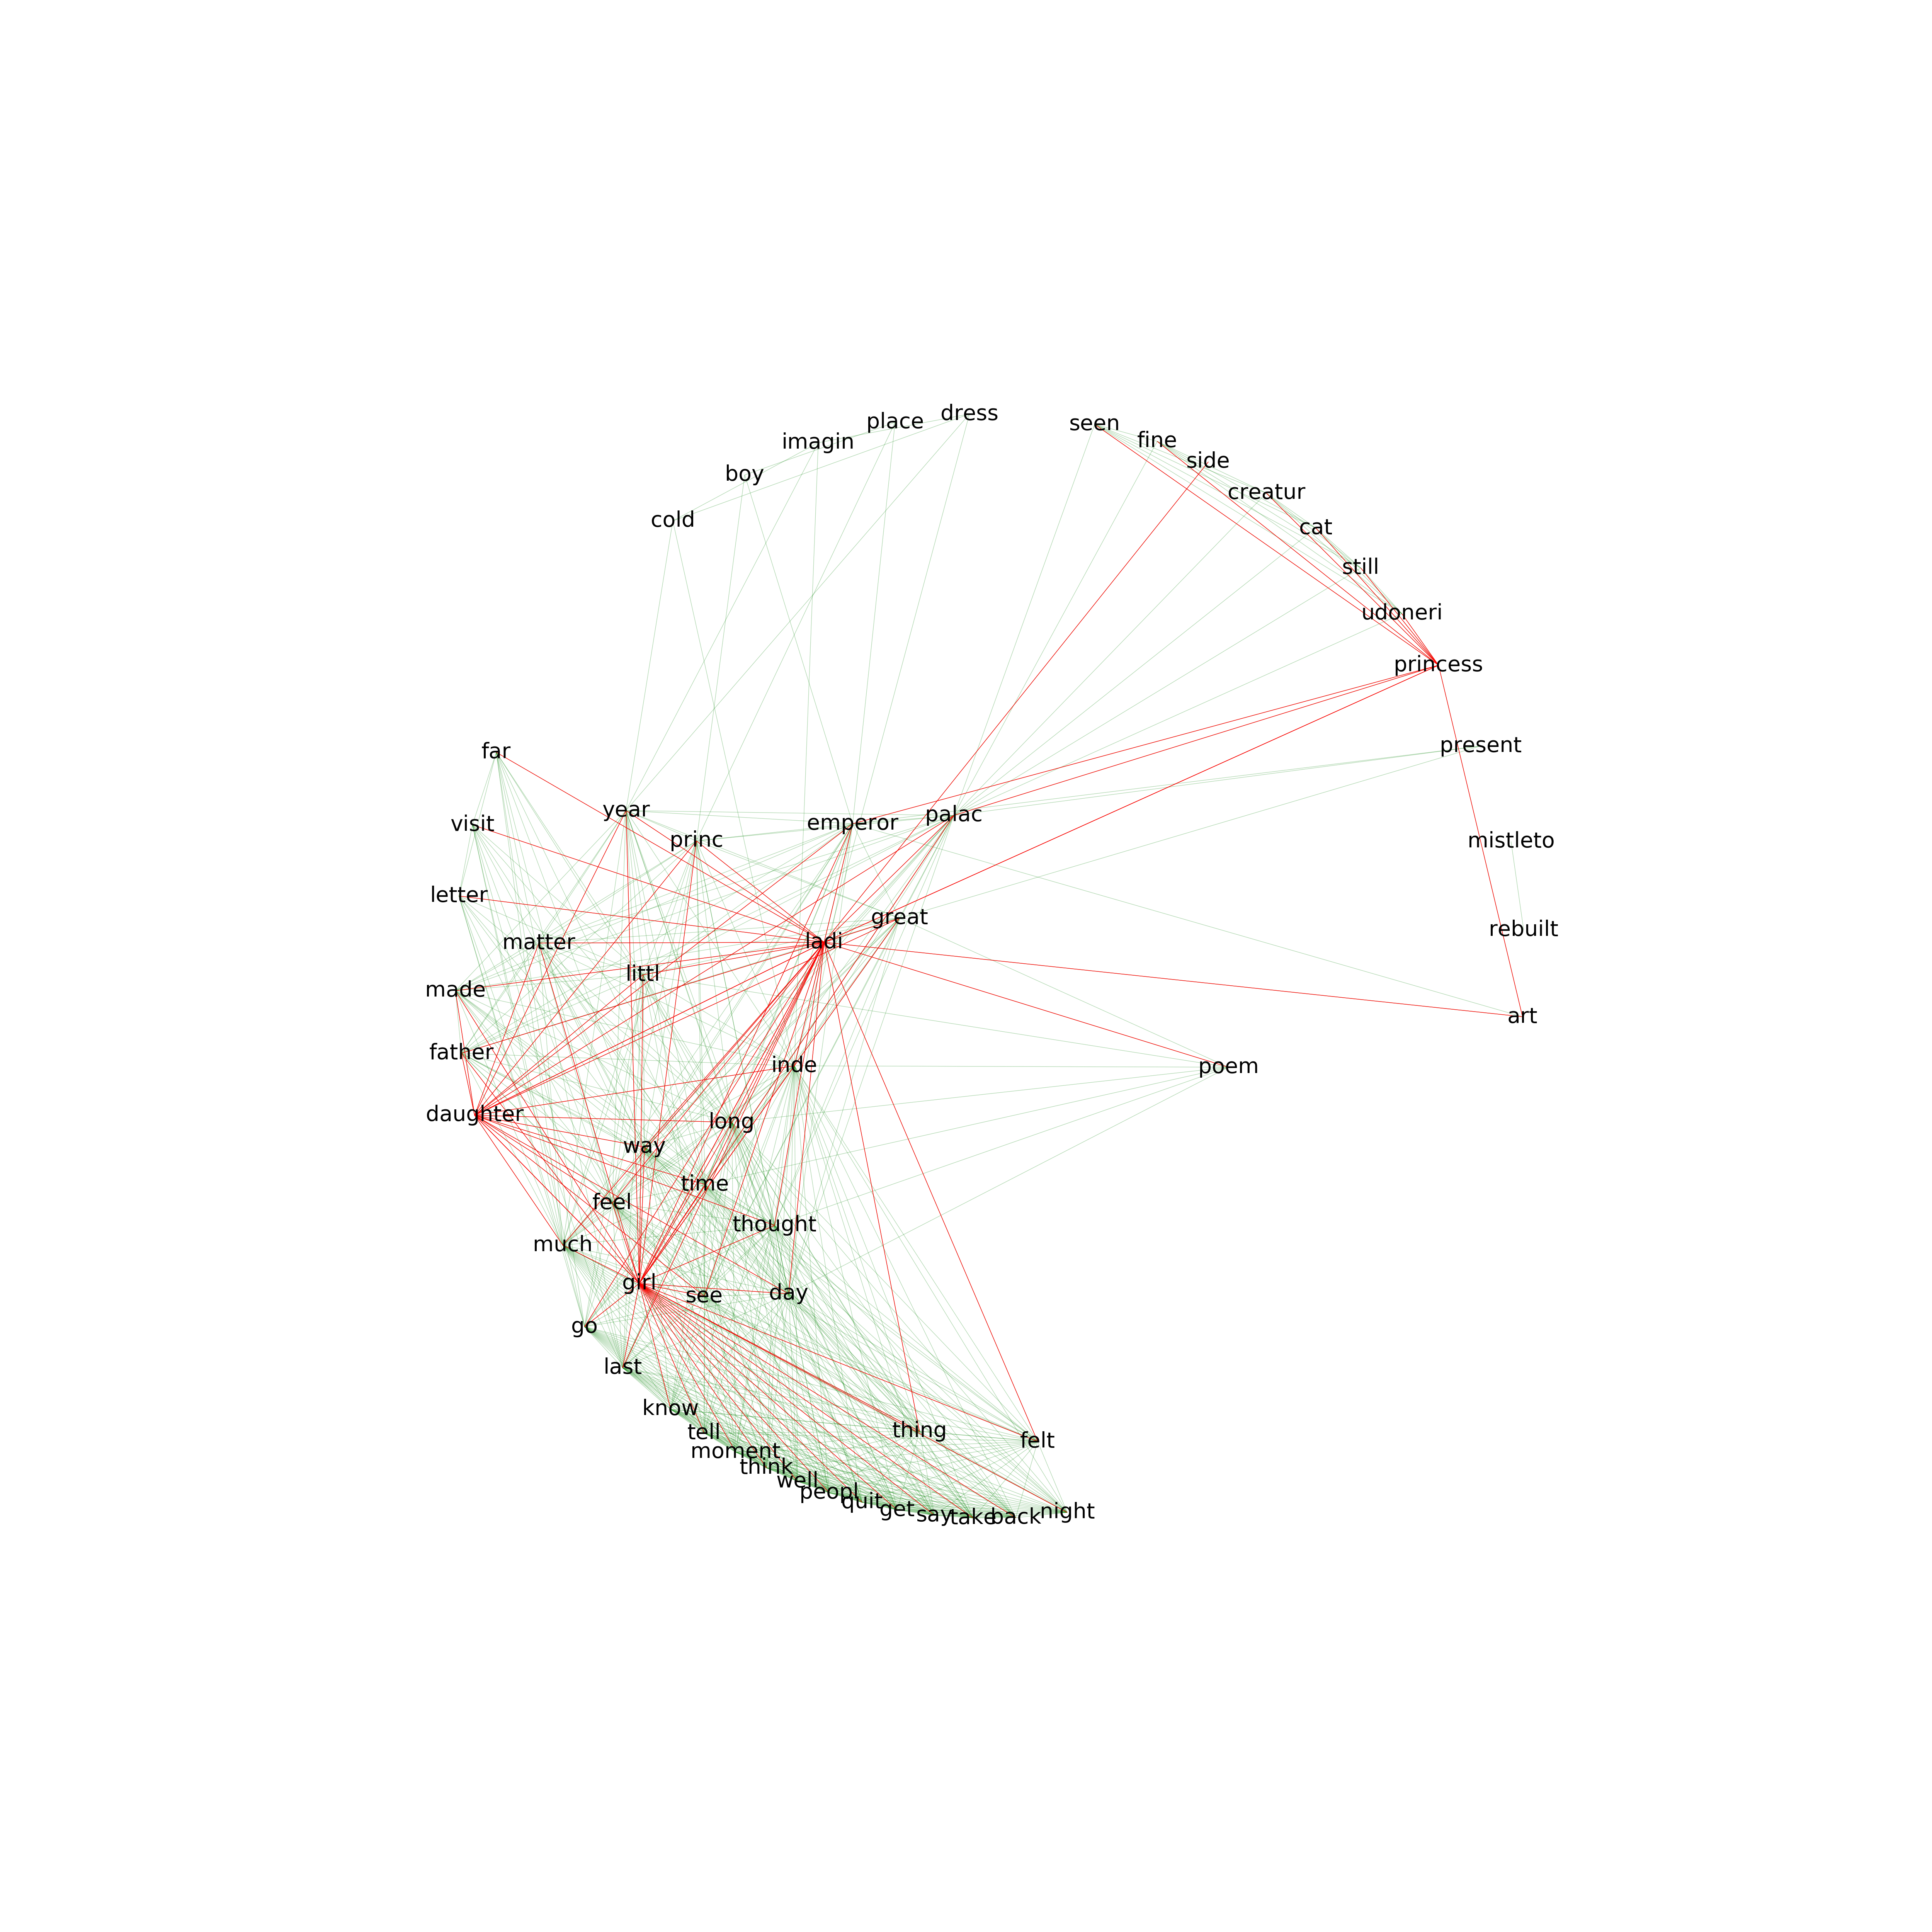 dress
place
seen
imagin
fine
side
boy
creatur
cold
cat
still
udoneri
princess
present
far
year
palac
visit
emperor
princ
mistleto
letter
great
rebuilt
matter
ladi
littl
made
art
father
inde
poem
daughter
long
way
time
feel
thought
much
girl
see
day
go
last
know
thing
tell
felt
moment
think
well
peopl
quit
get
night
say
take
back